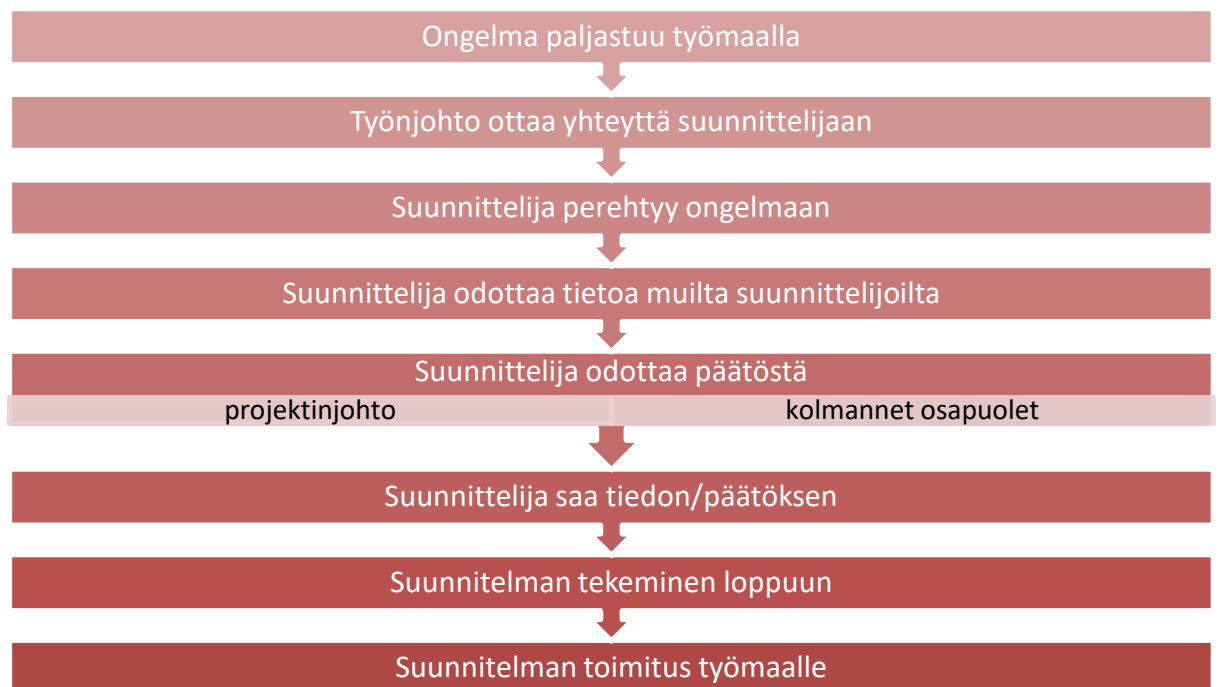 Ongelma paljastuu työmaalla
Työnjohto ottaa yhteyttä suunnittelijaan
Suunnittelija perehtyy ongelmaan
Suunnittelija odottaa tietoa muilta suunnittelijoilta
Suunnittelija odottaa päätöstä
projektinjohto
kolmannet osapuolet
Suunnittelija saa tiedon/päätöksen
Suunnitelman tekeminen loppuun
Suunnitelman toimitus työmaalle